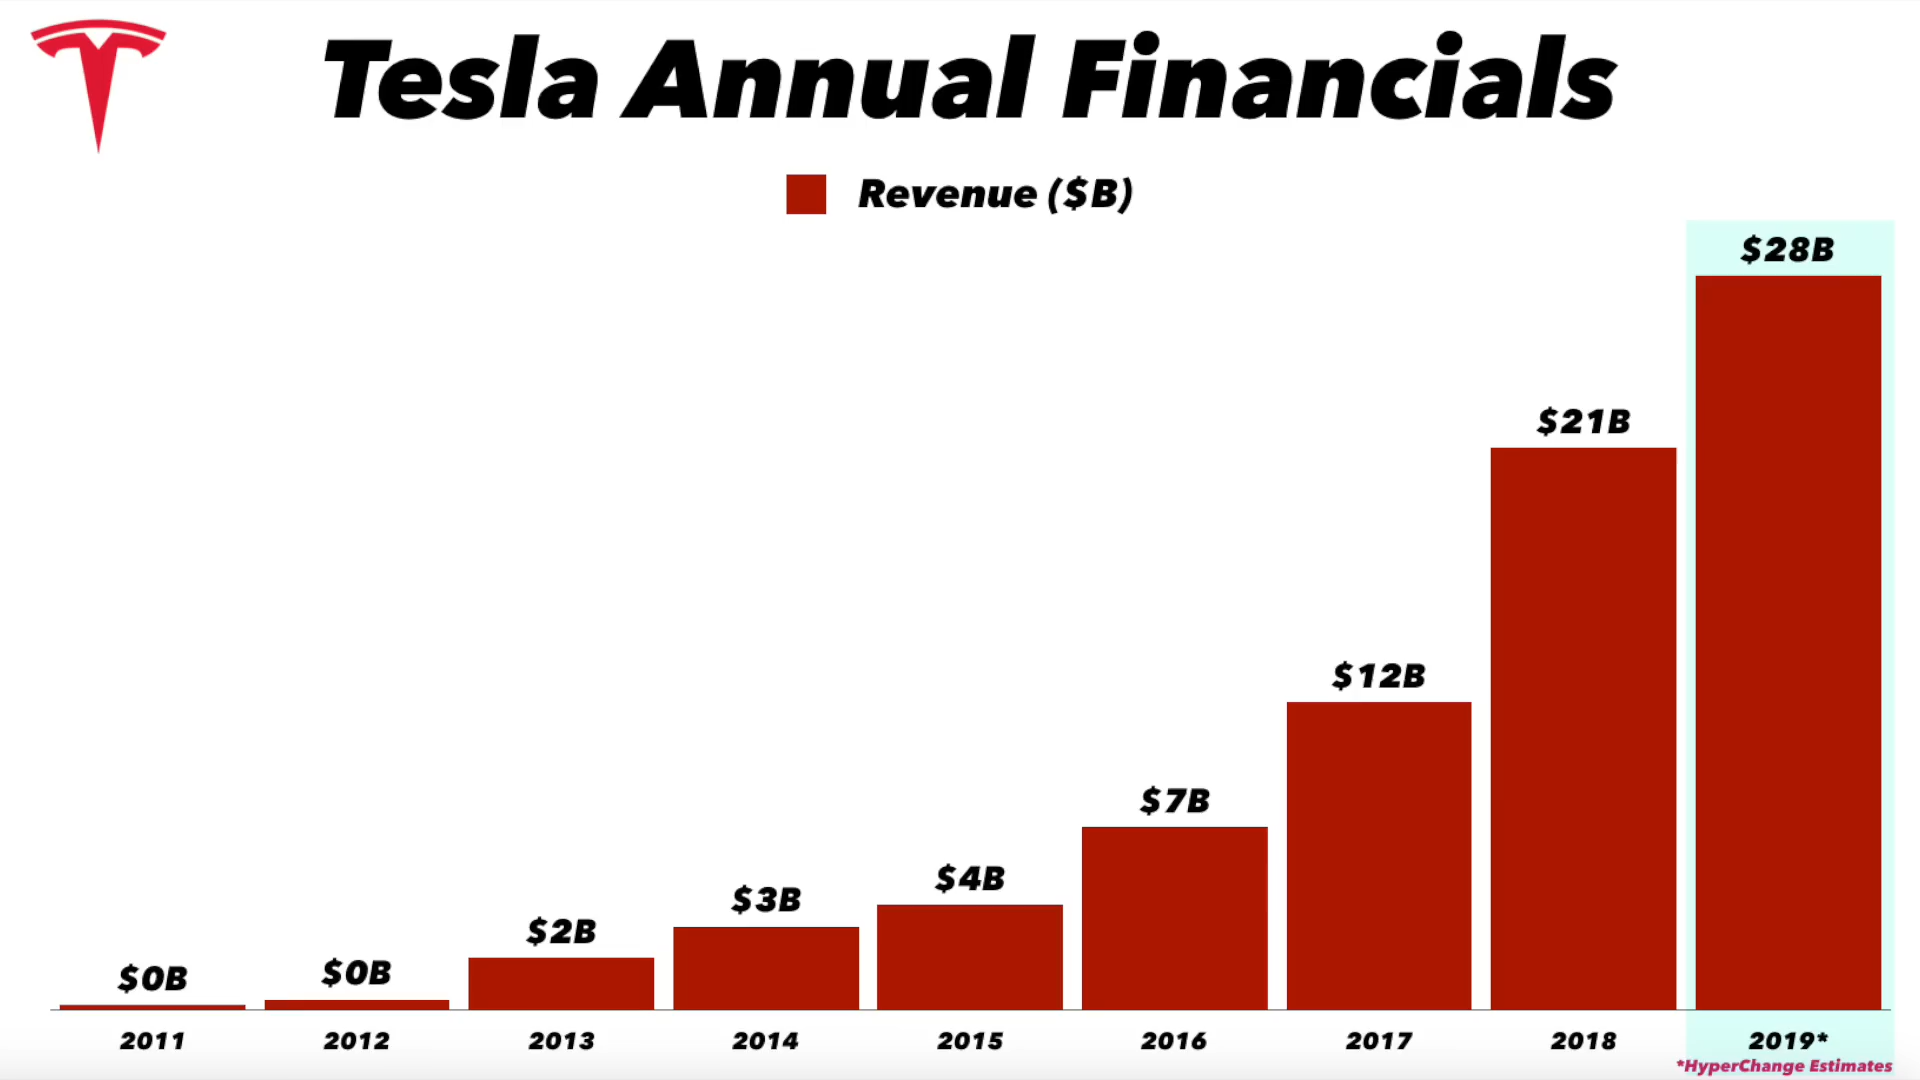 Tesla Annual Financials
Revenue ($B)
$28B
$21B
$12B
$7B
$4B
$3B
$2B
$0B
$0B
2011 2012 2013 2014 2015 2016 2017 2018 2019*
*HyperChange Estimates